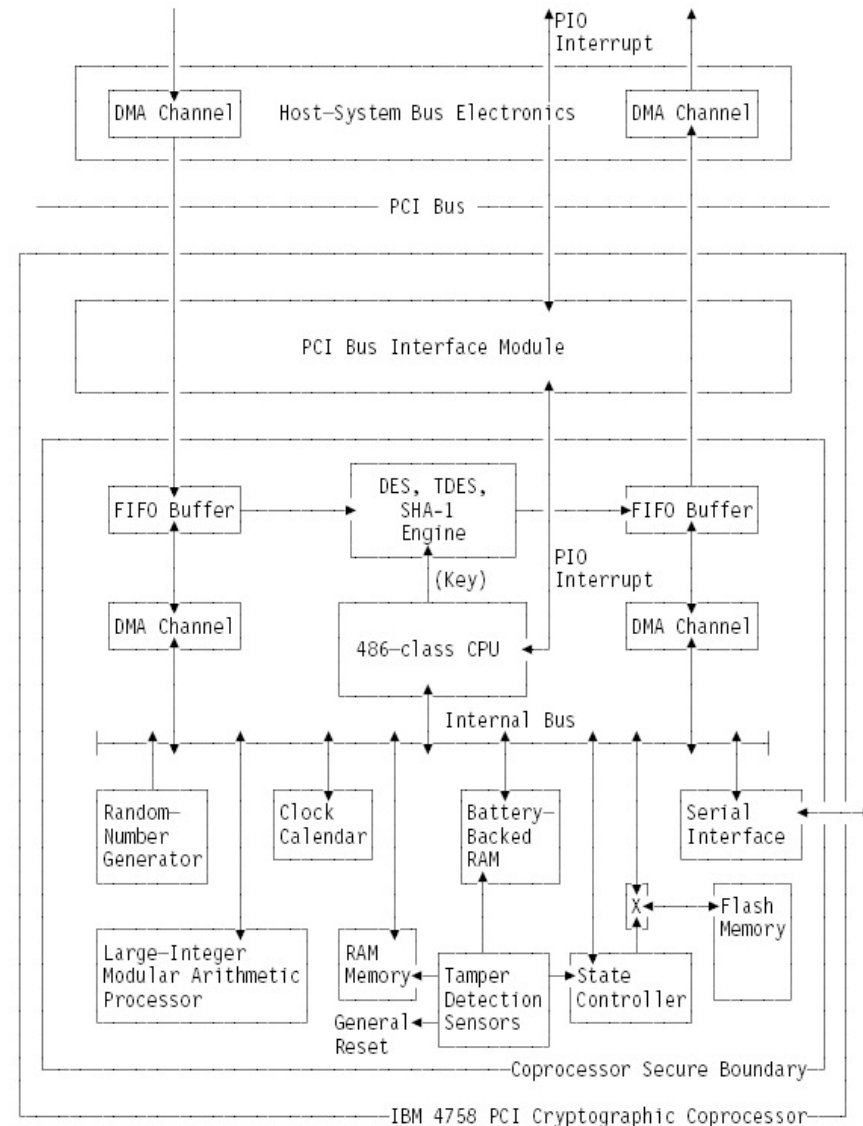 PIO
Interrupt
DMA Channel
Host-System Bus Electronics
DMA Channel
PCI Bus
PCI Bus Interface Module
FIFO Buffer
DES, TDES,
SHA-1
Engine
FIFO Buffer
(Key)
PIO
Interrupt
DMA Channel
486-class CPU
DMA Channel
Internal Bus
Random-
Number
Generator
Clock
Calendar
Battery-
Backed
RAM
Serial
Interface
X
Flash
Memory
Large-Integer
Modular Arithmetic
Processor
RAM
Memory
Tamper
Detection
Sensors
State
Controller
General
Reset
Coprocessor Secure Boundary
IBM 4758 PCI Cryptographic Coprocessor